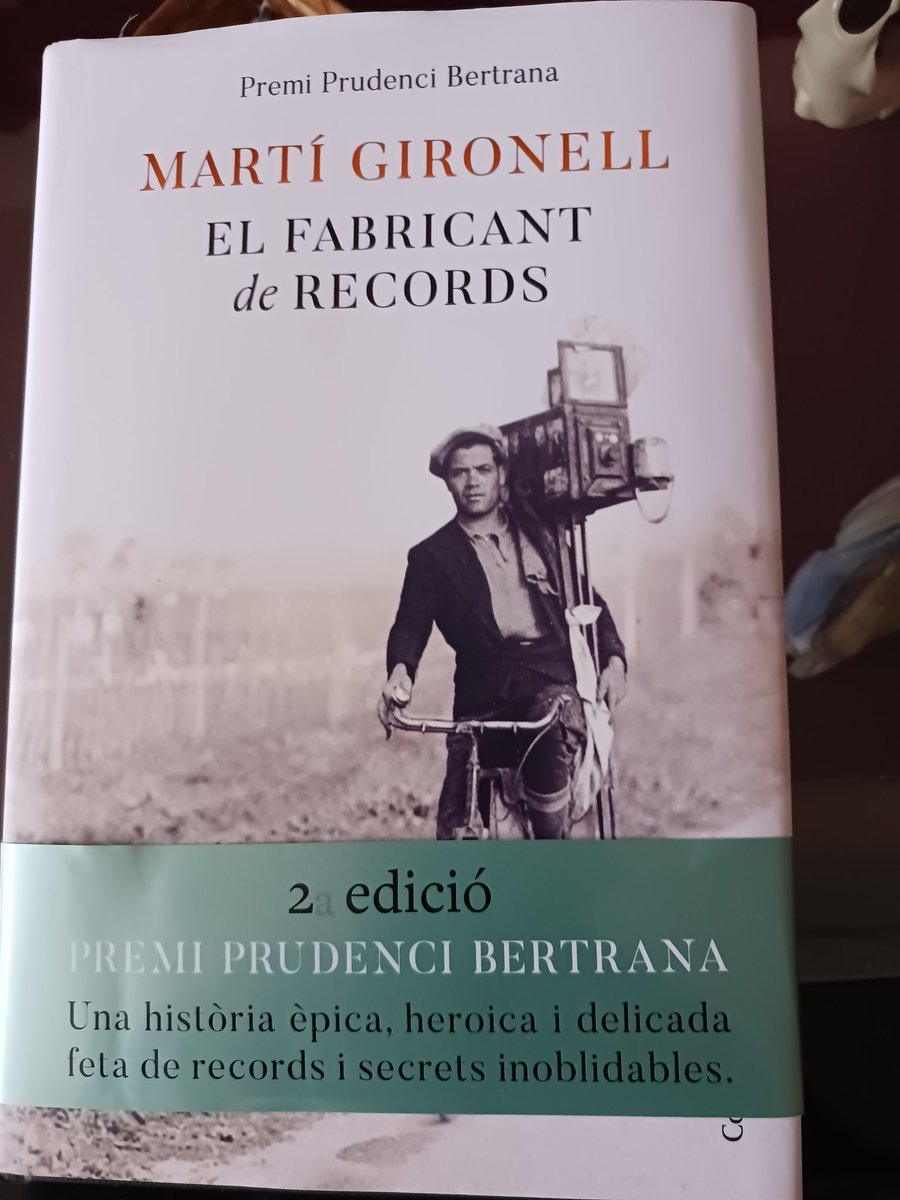 Premi Prudenci Bertrana
MARTÍ GIRONELL
EL FABRICANT
de RECORDS
2a edició
PREMI PRUDENCI BERTRANA
Una història èpica, heroica i delicada
feta de records i secrets inoblidables.